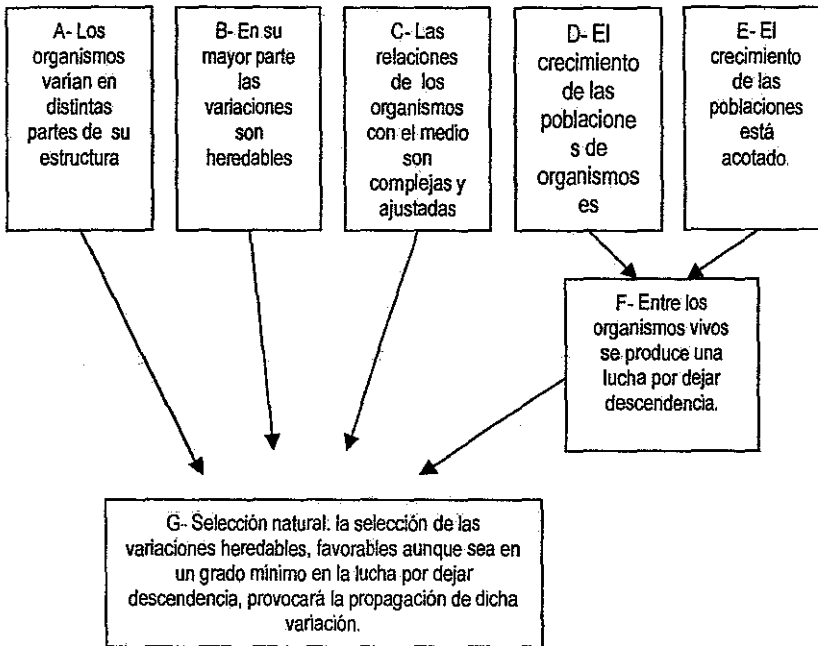 A- Los
organismos
varian en
distintas
partes de su
estructura
B- En su
mayor parte
las
variaciones
son
heredables
C- Las
relaciones
de los
organismos
con el medio
son
complejas y
ajustadas
D- El
crecimiento
de las
poblacione
s de
organismos
es
E- El
crecimiento
de las
poblaciones
está
acotado.
F- Entre los
organismos vivos
se produce una
lucha por dejar
descendencia.
G- Selección natural: la selección de las
variaciones heredables, favorables aunque sea en
un grado mínimo en la lucha por dejar
descendencia, provocará la propagación de dicha
variación.